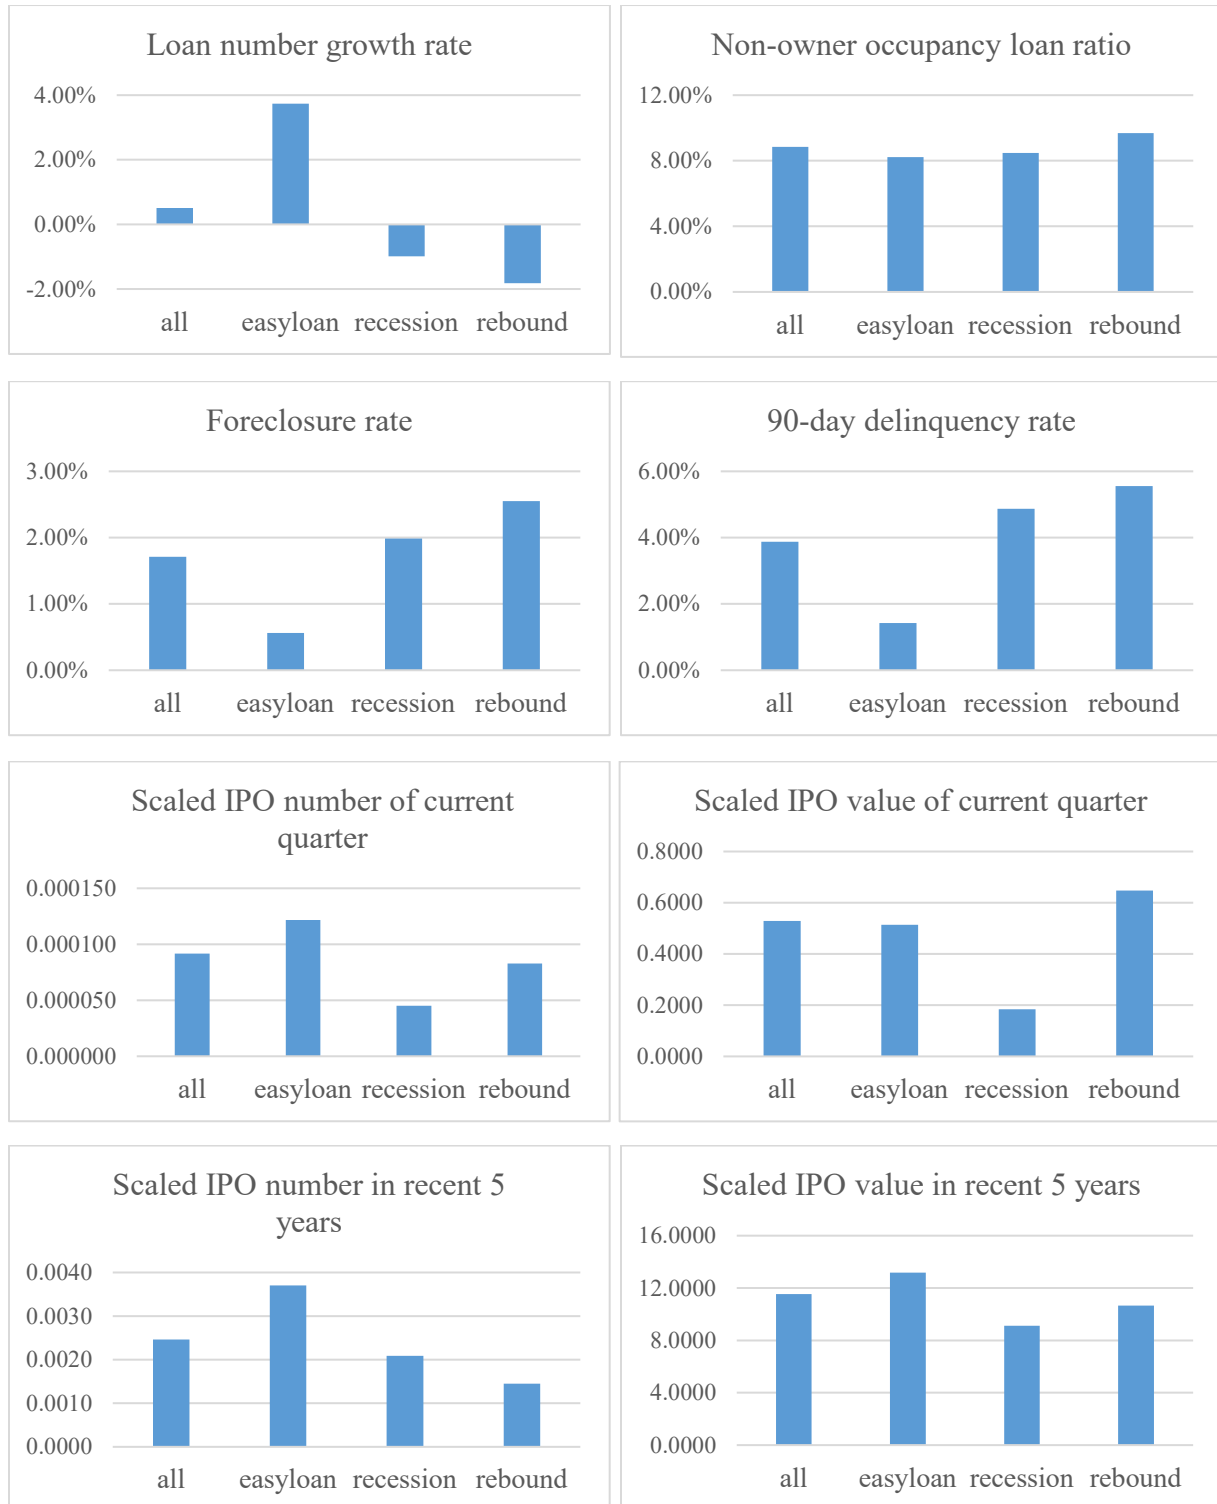 Loan number growth rate
4.00%
2.00%
0.00%
-2.00%
all easyloan recession rebound
Non-owner occupancy loan ratio
12.00%
8.00%
4.00%
0.00%
all easyloan recession rebound
Foreclosure rate
3.00%
2.00%
1.00%
0.00%
all easyloan recession rebound
90-day delinquency rate
6.00%
4.00%
2.00%
0.00%
all easyloan recession rebound
Scaled IPO number of current
quarter
0.000150
0.000100
0.000050
0.000000
all easyloan recession rebound
Scaled IPO value of current quarter
0.8000
0.6000
0.4000
0.2000
0.0000
all easyloan recession rebound
Scaled IPO number in recent 5
years
0.0040
0.0030
0.0020
0.0010
0.0000
all easyloan recession rebound
Scaled IPO value in recent 5 years
16.0000
12.0000
8.0000
4.0000
0.0000
all easyloan recession rebound